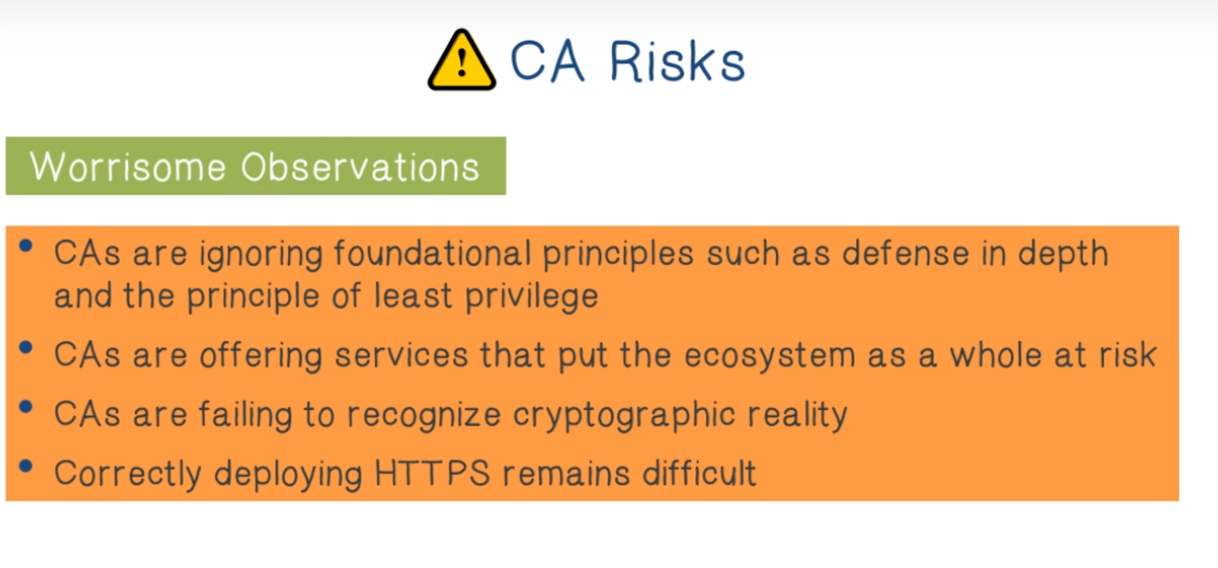 CA Risks
Worrisome Observations
• CAs are ignoring foundational principles such as defense in depth
and the principle of least privilege
• CAs are offering services that put the ecosystem as a whole at risk
• CAs are failing to recognize cryptographic reality
• Correctly deploying HTTPS remains difficult